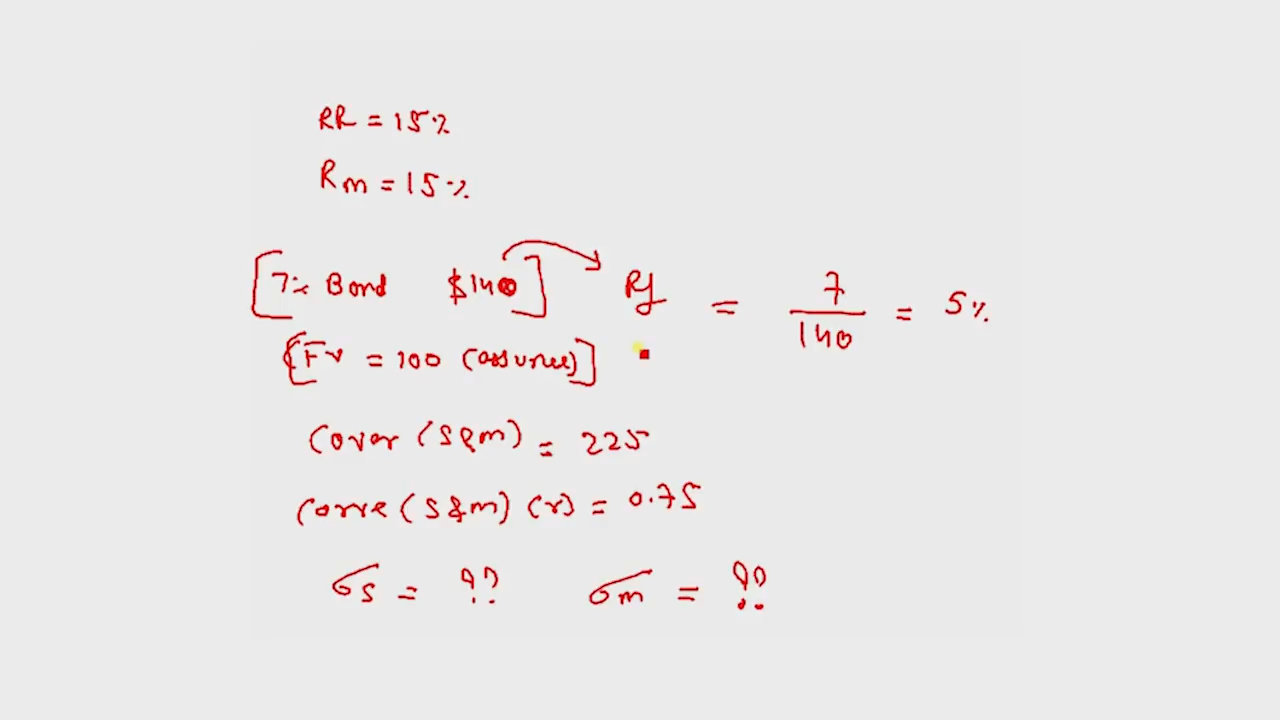 RR = 15%
Rm = 15%
[7% Bond $140] Rf = 7/140 = 5%
[Fv = 100 (assume)]
Cover (S&m) = 225
Corre (S&m) (r) = 0.75
σs = ?? σm = ??